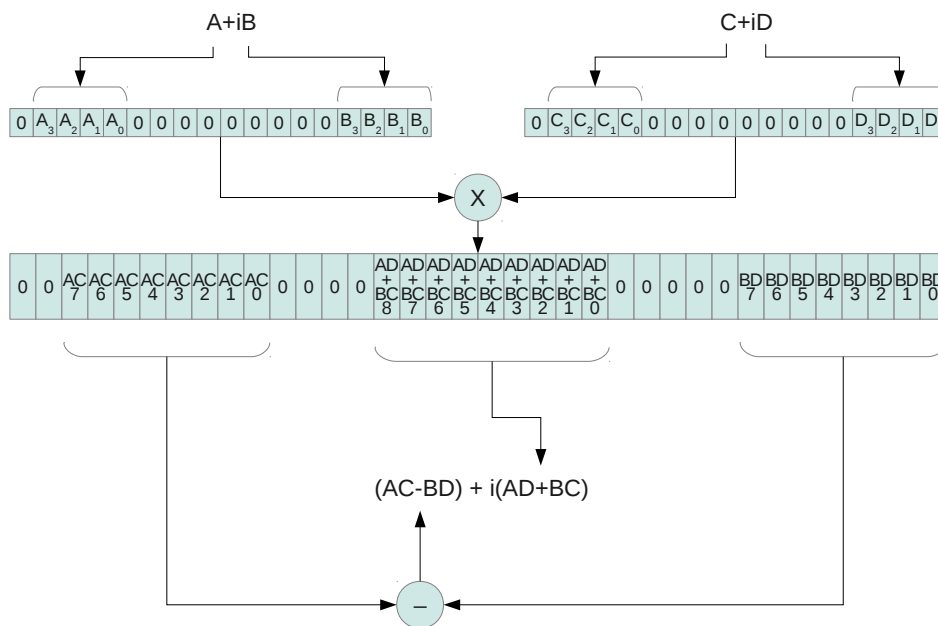 A+iB
C+iD
0 A₃ A₂ A₁ A₀ 0 0 0 0 0 0 0 0 0 B₃ B₂ B₁ B₀
0 C₃ C₂ C₁ C₀ 0 0 0 0 0 0 0 0 0 D₃ D₂ D₁ D
X
0 0 AC7 AC6 AC5 AC4 AC3 AC2 AC1 AC0 0 0 0 0 AD+BC8 AD+BC7 AD+BC6 AD+BC5 AD+BC4 AD+BC3 AD+BC2 AD+BC1 AD+BC0 0 0 0 0 0 BD7 BD6 BD5 BD4 BD3 BD2 BD1 BD0
(AC-BD) + i(AD+BC)
–